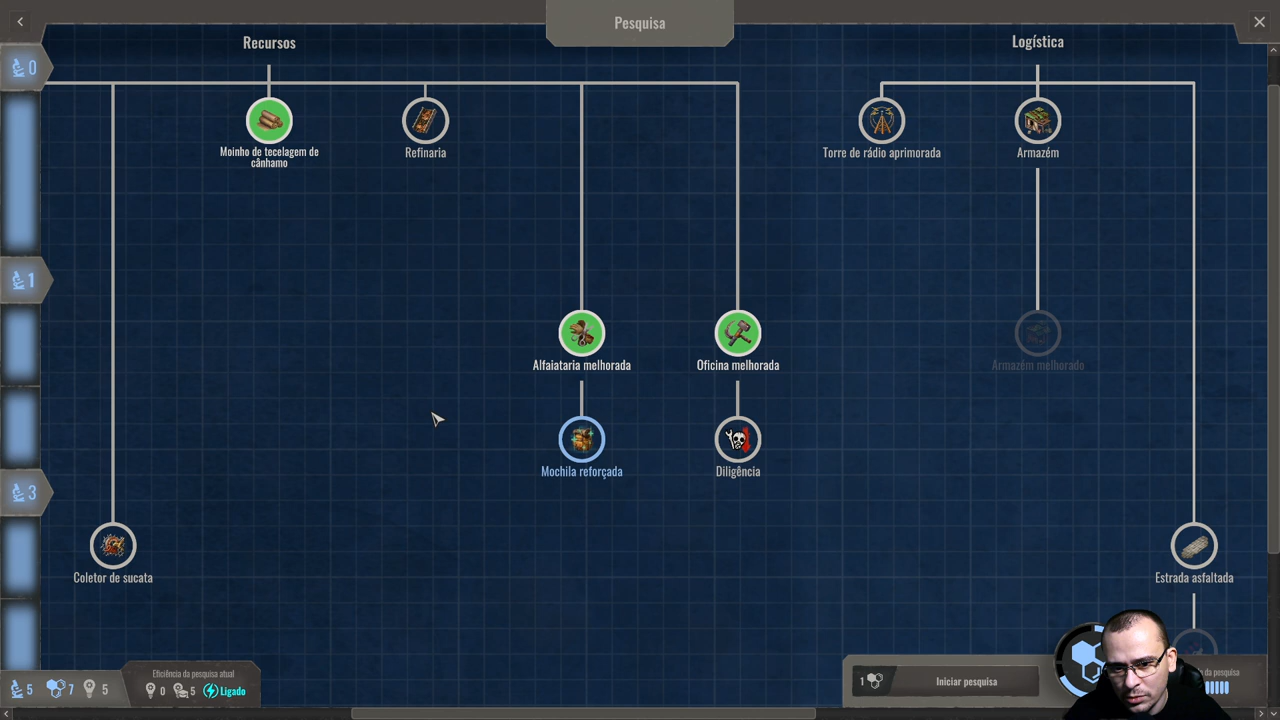 Pesquisa
Recursos
Logística
0
Moinho de tecelagem de
cânhamo
Refinaria
Torre de rádio aprimorada
Armazém
1
Alfaiataria melhorada
Oficina melhorada
Armazém melhorado
Mochila reforçada
Diligência
3
Coletor de sucata
Estrada asfaltada
Eficiência da pesquisa atual
5 7 5
0 5 Ligado
1 Iniciar pesquisa
da pesquisa